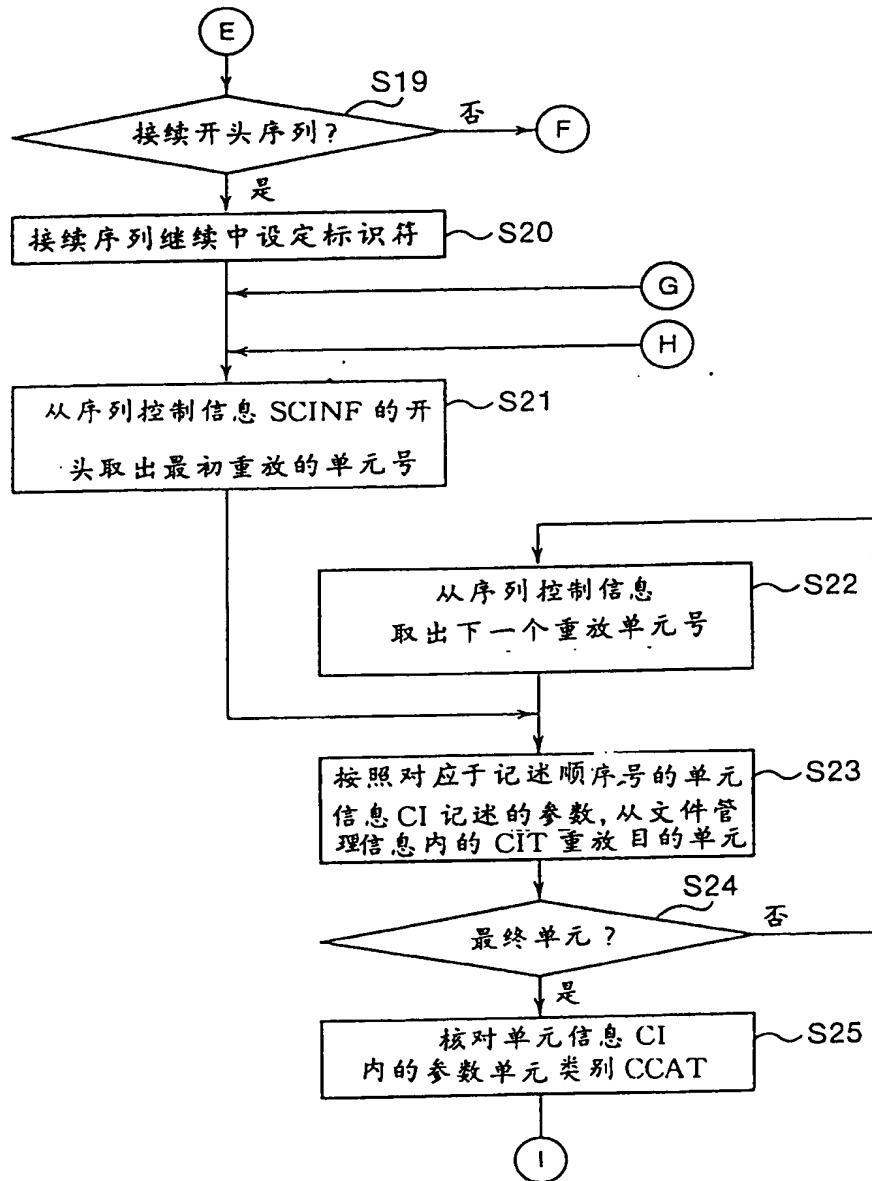 E
S19
接续开头序列?
否
F
是
接续序列继续中设定标识符
S20
G
H
从序列控制信息 SCINF 的开
头取出最初重放的单元号
S21
从序列控制信息
取出下一个重放单元号
S22
按照对应于记述顺序号的单元
信息 CI 记述的参数,从文件管
理信息内的 CIT 重放目的单元
S23
S24
最终单元?
否
是
核对单元信息 CI
内的参数单元类别 CCAT
S25
I